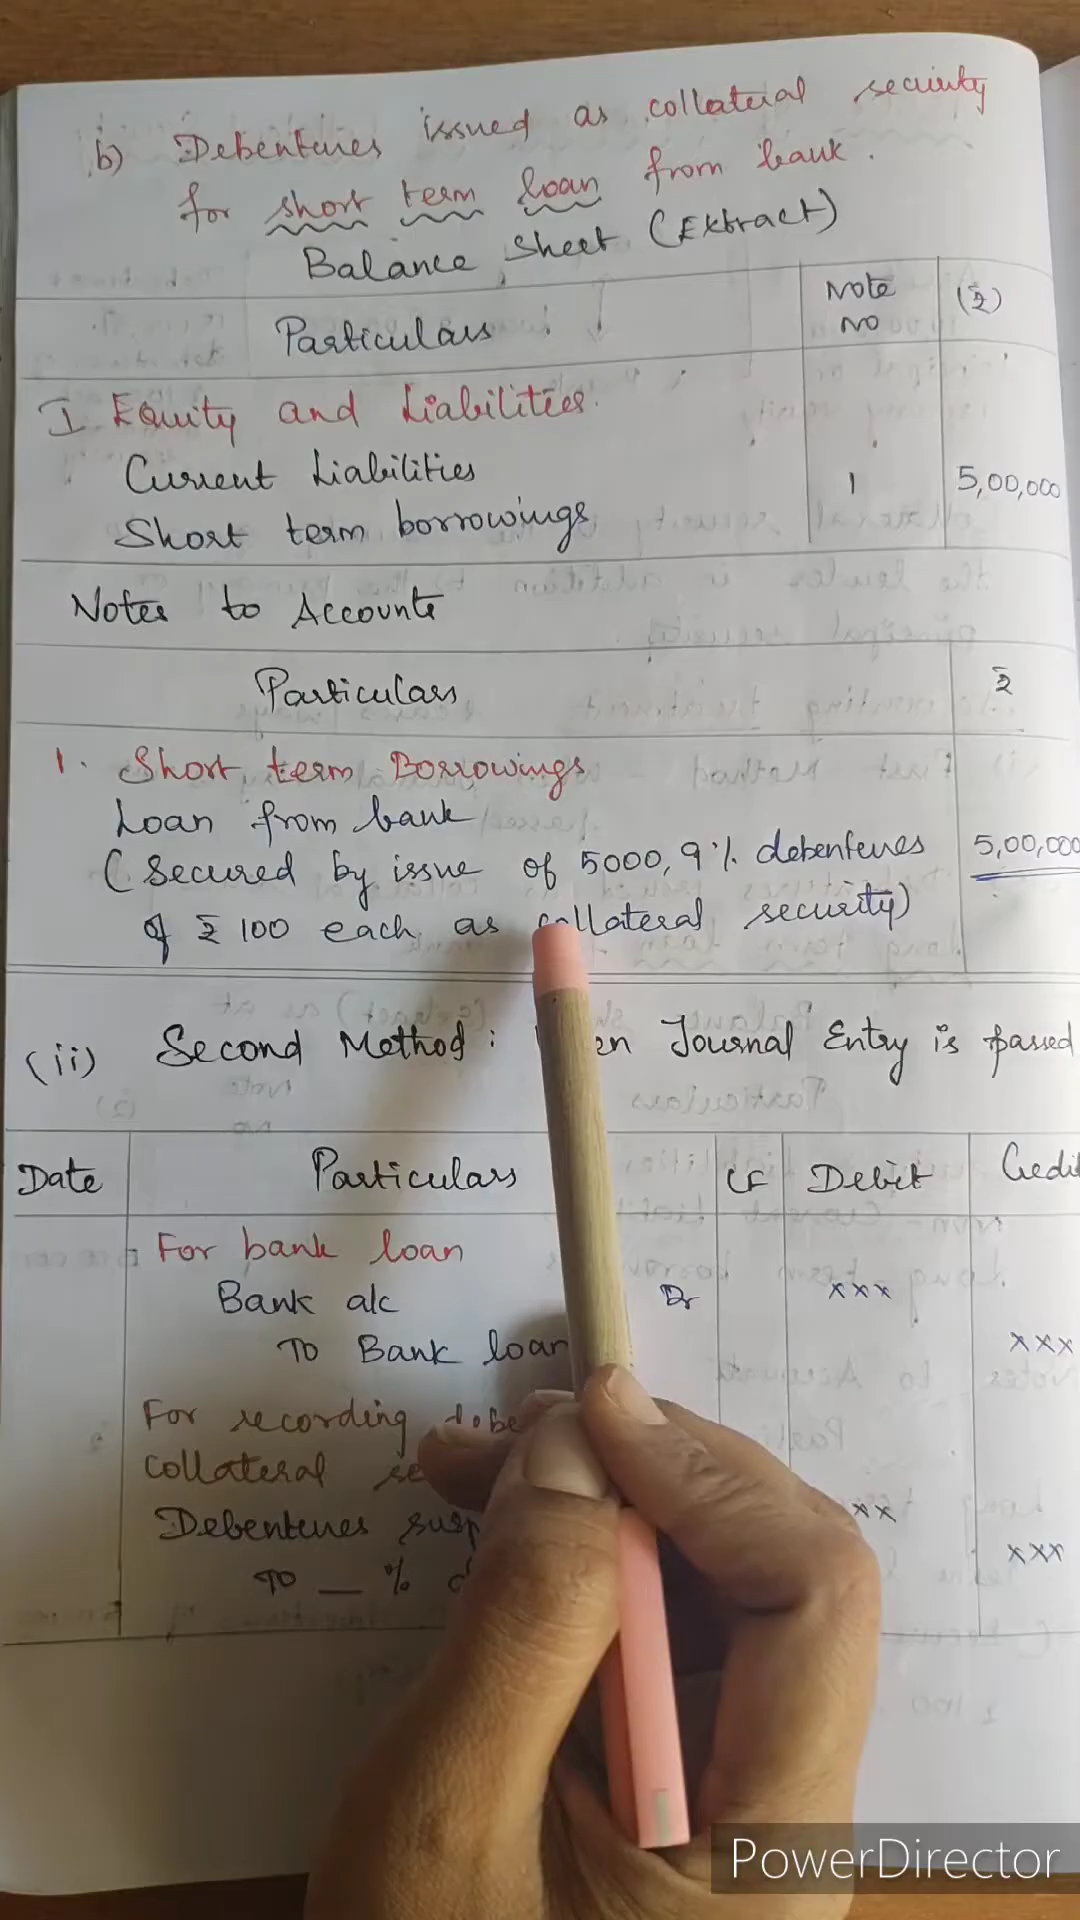 b) Debentures issued as collateral security
for short term loan from bank.
Balance Sheet (Extract)
Particulars Note No (₹)
I Equity and Liabilities.
Current Liabilities
Short term borrowings 1 5,00,000
Notes to Accounts
Particulars ₹
1. Short term Borrowings
Loan from bank
(Secured by issue of 5000, 9% debentures 5,00,000
of ₹ 100 each as collateral security)
(ii) Second Method: Journal Entry is passed
Date Particulars LF Debit Credit
For bank loan
Bank a/c Dr xxx
To Bank loan xxx
For recording
Collateral
Debentures xx
To __ % xxx
PowerDirector